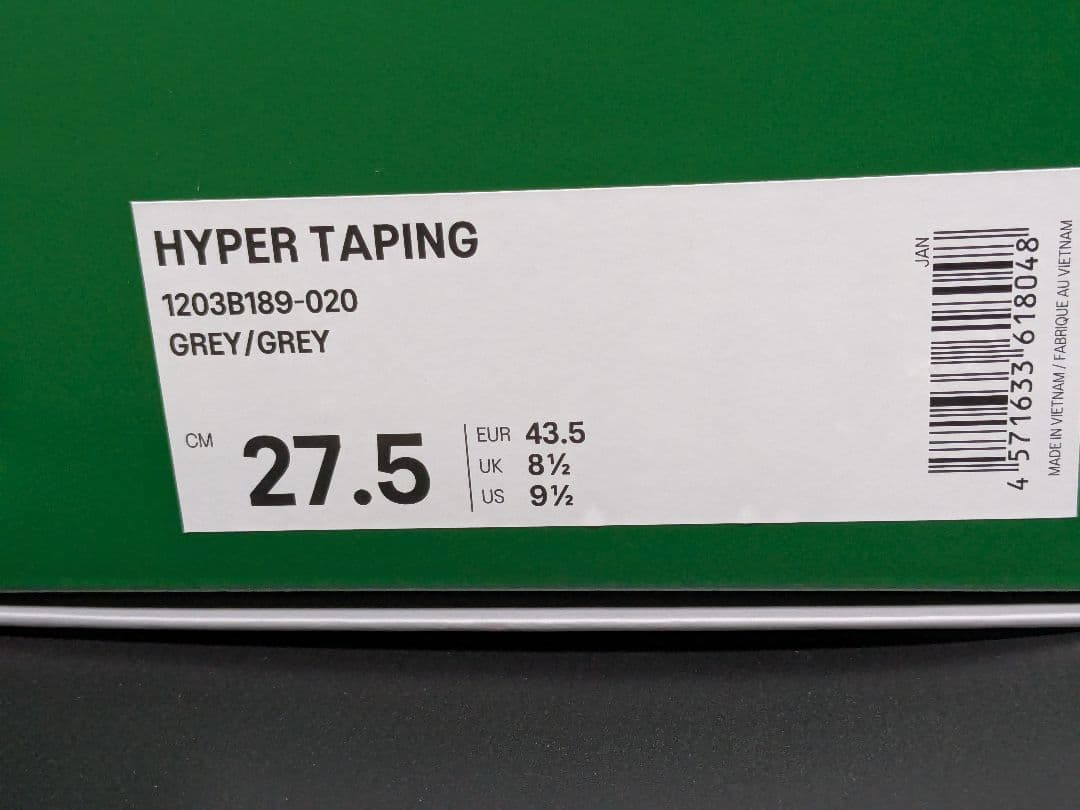 HYPER TAPING
1203B189-020
GREY/GREY
CM 27.5
EUR 43.5
UK 8½
US 9½
JAN
4 571633 618048
MADE IN VIETNAM / FABRIQUE AU VIETNAM